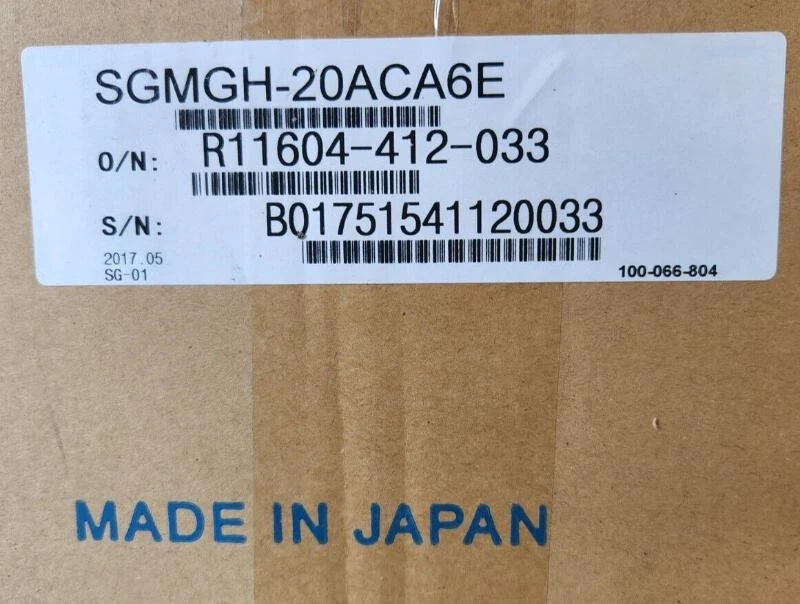 SGMGH-20ACA6E
O/N: R11604-412-033
S/N: B01751541120033
2017.05
SG-01
100-066-804
MADE IN JAPAN